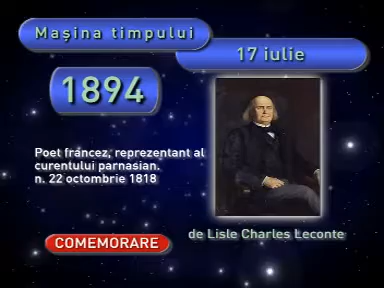 Mașina timpului
17 iulie
1894
Poet francez, reprezentant al
curentului parnasian.
n. 22 octombrie 1818
COMEMORARE
de Lisle Charles Leconte